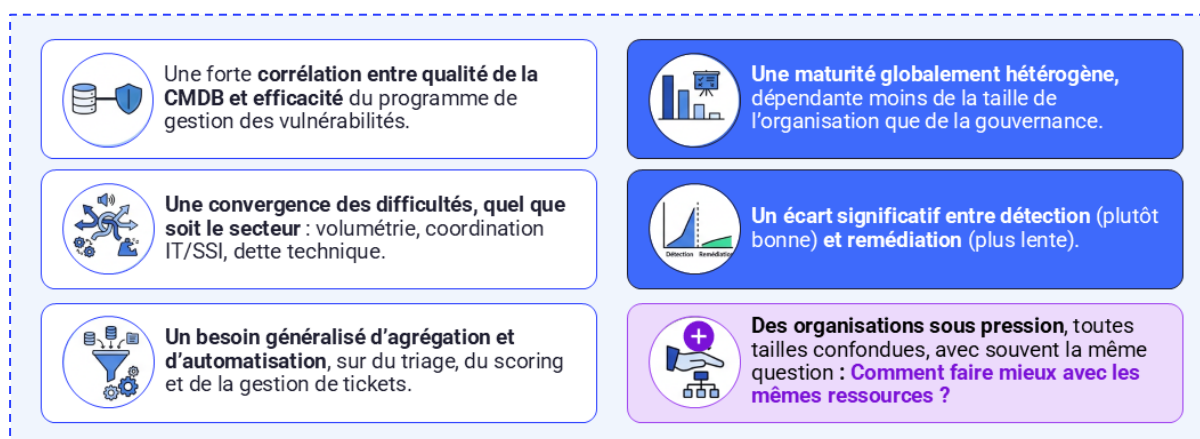 Une forte corrélation entre qualité de la
CMDB et efficacité du programme de
gestion des vulnérabilités.
Une maturité globalement hétérogène,
dépendante moins de la taille de
l’organisation que de la gouvernance.
Une convergence des difficultés, quel que
soit le secteur : volumétrie, coordination
IT/SSI, dette technique.
Détection Remédiation
Un écart significatif entre détection (plutôt
bonne) et remédiation (plus lente).
Un besoin généralisé d’agrégation et
d’automatisation, sur du triage, du scoring
et de la gestion de tickets.
Des organisations sous pression, toutes
tailles confondues, avec souvent la même
question : Comment faire mieux avec les
mêmes ressources ?